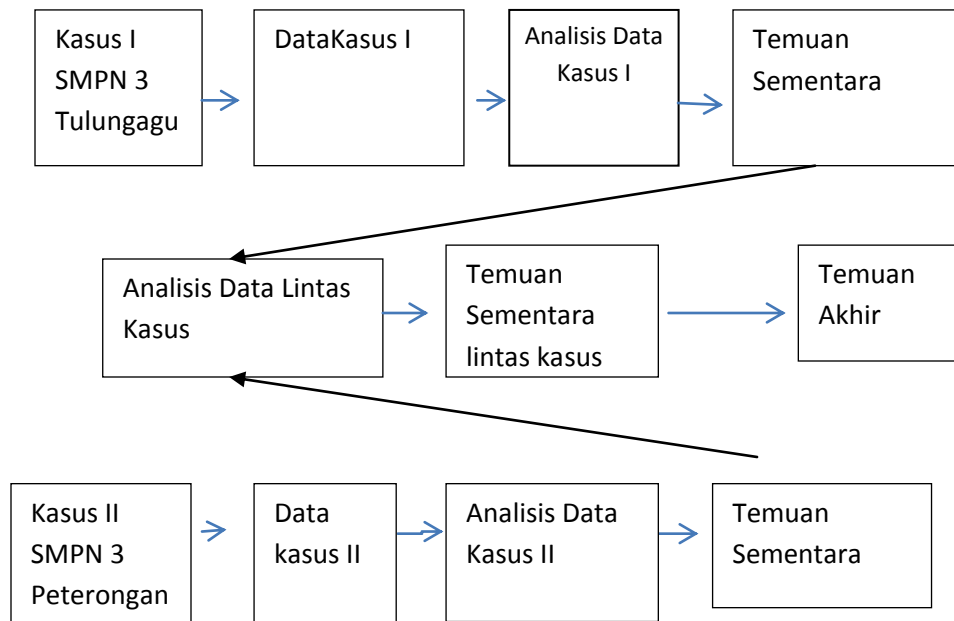 Kasus I
SMPN 3
Tulungagu
DataKasus I
Analisis Data
Kasus I
Temuan
Sementara
Analisis Data Lintas
Kasus
Temuan
Sementara
lintas kasus
Temuan
Akhir
Kasus II
SMPN 3
Peterongan
Data
kasus II
Analisis Data
Kasus II
Temuan
Sementara